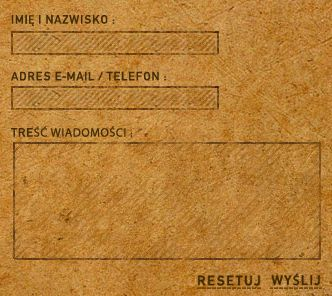 IMIĘ I NAZWISKO :
ADRES E-MAIL / TELEFON :
TREŚĆ WIADOMOŚCI :
RESETUJ WYŚLIJ